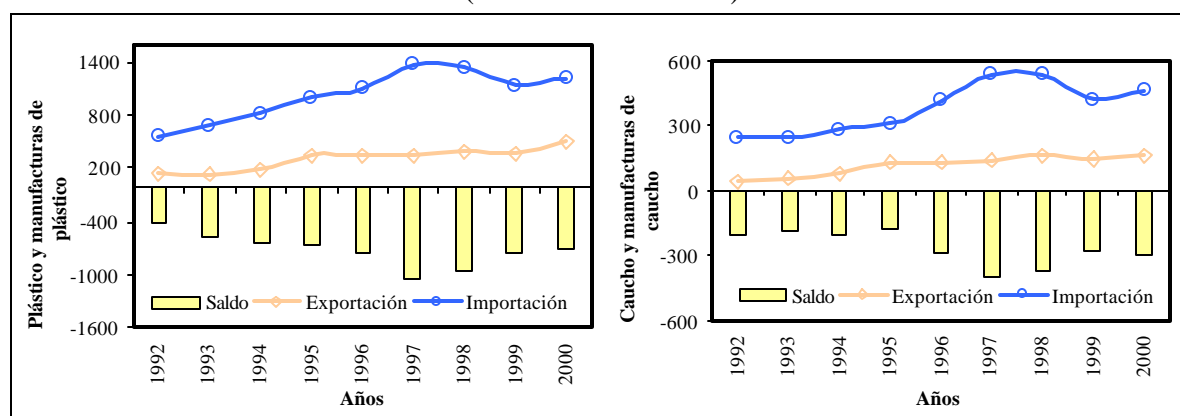 Plástico y manufacturas de
plástico
1400
800
200
-400
-1000
-1600
Saldo
Exportación
Importación
1992
1993
1994
1995
1996
1997
1998
1999
2000
Años
Caucho y manufacturas de
caucho
600
300
0
-300
-600
Saldo
Exportación
Importación
1992
1993
1994
1995
1996
1997
1998
1999
2000
Años